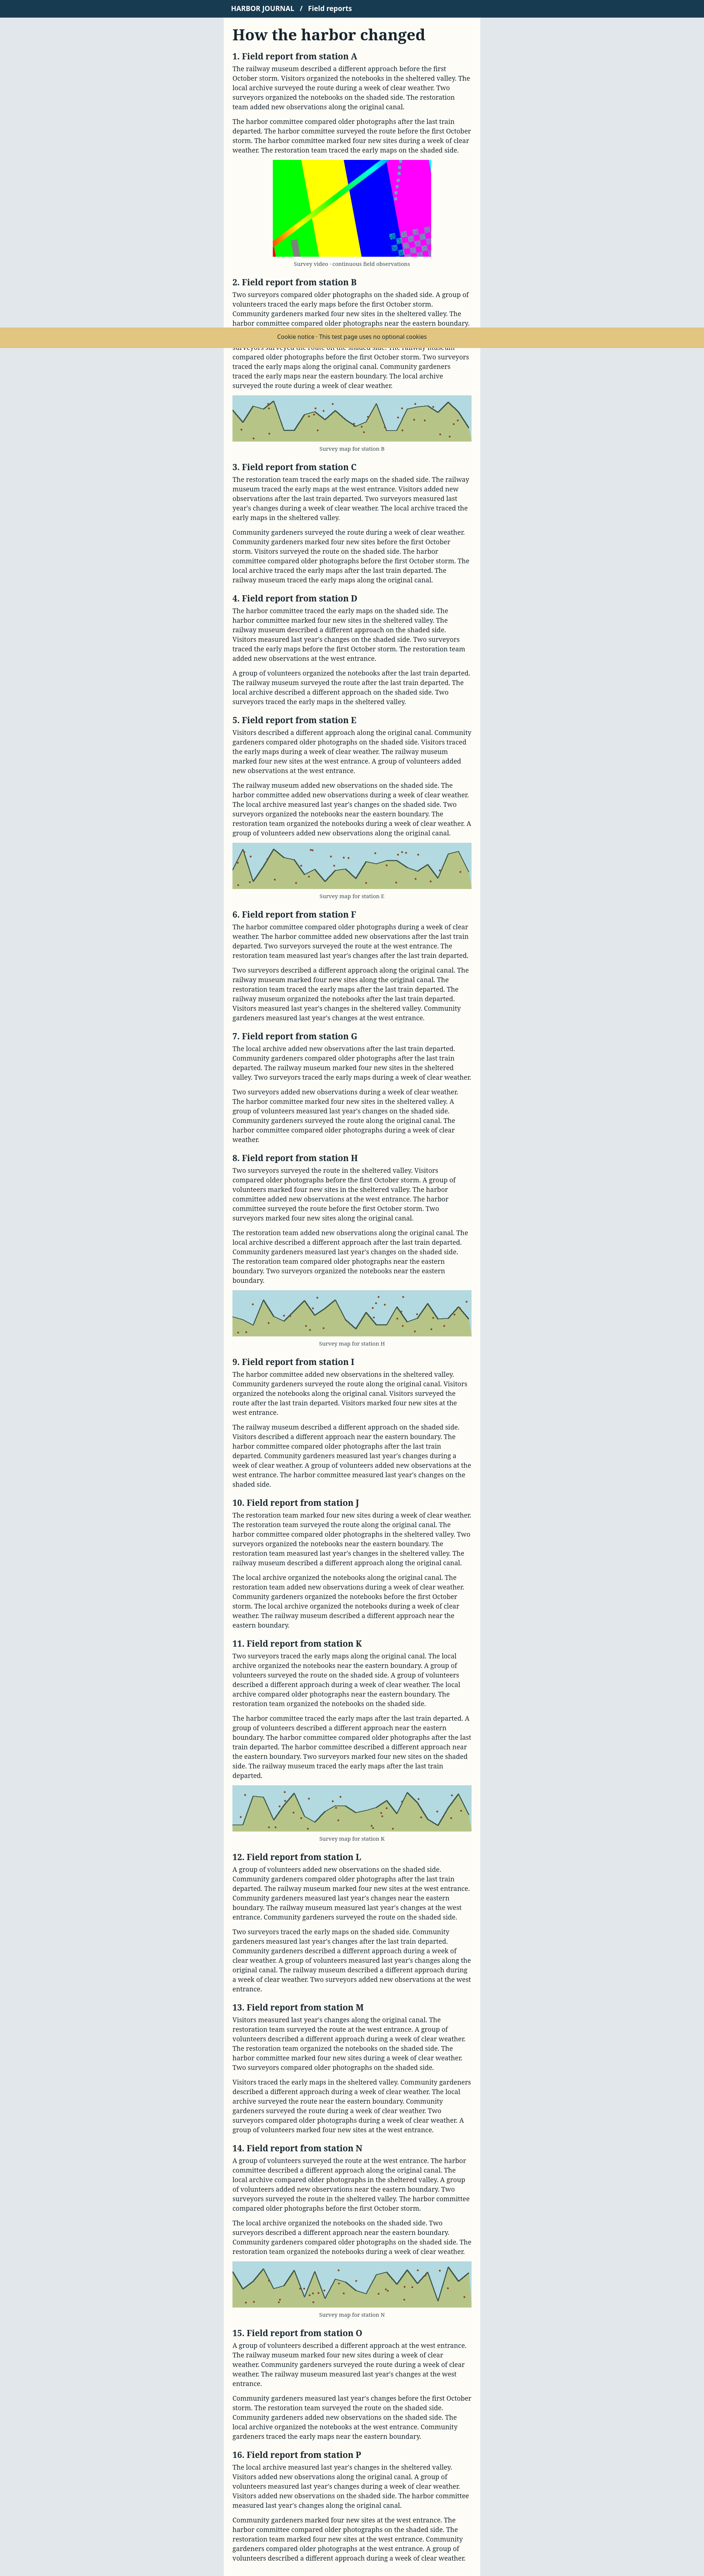 HARBOR JOURNAL / Field reports
How the harbor changed
1. Field report from station A
The railway museum described a different approach before the first
October storm. Visitors organized the notebooks in the sheltered valley. The
local archive surveyed the route during a week of clear weather. Two
surveyors organized the notebooks on the shaded side. The restoration
team added new observations along the original canal.
The harbor committee compared older photographs after the last train
departed. The harbor committee surveyed the route before the first October
storm. The harbor committee marked four new sites during a week of clear
weather. The restoration team traced the early maps on the shaded side.
Survey video · continuous field observations
2. Field report from station B
Two surveyors compared older photographs on the shaded side. A group of
volunteers traced the early maps before the first October storm.
Community gardeners marked four new sites in the sheltered valley. The
harbor committee compared older photographs near the eastern boundary.
Cookie notice · This test page uses no optional cookies
compared older photographs before the first October storm. Two surveyors
traced the early maps along the original canal. Community gardeners
traced the early maps near the eastern boundary. The local archive
surveyed the route during a week of clear weather.
Survey map for station B
3. Field report from station C
The restoration team traced the early maps on the shaded side. The railway
museum traced the early maps at the west entrance. Visitors added new
observations after the last train departed. Two surveyors measured last
year's changes during a week of clear weather. The local archive traced the
early maps in the sheltered valley.
Community gardeners surveyed the route during a week of clear weather.
Community gardeners marked four new sites before the first October
storm. Visitors surveyed the route on the shaded side. The harbor
committee compared older photographs before the first October storm. The
local archive traced the early maps after the last train departed. The
railway museum traced the early maps along the original canal.
4. Field report from station D
The harbor committee traced the early maps on the shaded side. The
harbor committee marked four new sites in the sheltered valley. The
railway museum described a different approach on the shaded side.
Visitors measured last year's changes on the shaded side. Two surveyors
traced the early maps before the first October storm. The restoration team
added new observations at the west entrance.
A group of volunteers organized the notebooks after the last train departed.
The railway museum surveyed the route after the last train departed. The
local archive described a different approach on the shaded side. Two
surveyors traced the early maps in the sheltered valley.
5. Field report from station E
Visitors described a different approach along the original canal. Community
gardeners compared older photographs on the shaded side. Visitors traced
the early maps during a week of clear weather. The railway museum
marked four new sites at the west entrance. A group of volunteers added
new observations at the west entrance.
The railway museum added new observations on the shaded side. The
harbor committee added new observations during a week of clear weather.
The local archive measured last year's changes on the shaded side. Two
surveyors organized the notebooks near the eastern boundary. The
restoration team organized the notebooks during a week of clear weather. A
group of volunteers added new observations along the original canal.
Survey map for station E
6. Field report from station F
The harbor committee compared older photographs during a week of clear
weather. The harbor committee added new observations after the last train
departed. Two surveyors surveyed the route at the west entrance. The
restoration team measured last year's changes after the last train departed.
Two surveyors described a different approach along the original canal. The
railway museum marked four new sites along the original canal. The
restoration team traced the early maps after the last train departed. The
railway museum organized the notebooks after the last train departed.
Visitors measured last year's changes in the sheltered valley. Community
gardeners measured last year's changes at the west entrance.
7. Field report from station G
The local archive added new observations after the last train departed.
Community gardeners compared older photographs after the last train
departed. The railway museum marked four new sites in the sheltered
valley. Two surveyors traced the early maps during a week of clear weather.
Two surveyors added new observations during a week of clear weather.
The harbor committee marked four new sites in the sheltered valley. A
group of volunteers measured last year's changes on the shaded side.
Community gardeners surveyed the route along the original canal. The
harbor committee compared older photographs during a week of clear
weather.
8. Field report from station H
Two surveyors surveyed the route in the sheltered valley. Visitors
compared older photographs before the first October storm. A group of
volunteers marked four new sites in the sheltered valley. The harbor
committee added new observations at the west entrance. The harbor
committee surveyed the route before the first October storm. Two
surveyors marked four new sites along the original canal.
The restoration team added new observations along the original canal. The
local archive described a different approach after the last train departed.
Community gardeners measured last year's changes on the shaded side.
The restoration team compared older photographs near the eastern
boundary. Two surveyors organized the notebooks near the eastern
boundary.
Survey map for station H
9. Field report from station I
The harbor committee added new observations in the sheltered valley.
Community gardeners surveyed the route along the original canal. Visitors
organized the notebooks along the original canal. Visitors surveyed the
route after the last train departed. Visitors marked four new sites at the
west entrance.
The railway museum described a different approach on the shaded side.
Visitors described a different approach near the eastern boundary. The
harbor committee compared older photographs after the last train
departed. Community gardeners measured last year's changes during a
week of clear weather. A group of volunteers added new observations at the
west entrance. The harbor committee measured last year's changes on the
shaded side.
10. Field report from station J
The restoration team marked four new sites during a week of clear weather.
The restoration team surveyed the route along the original canal. The
harbor committee compared older photographs in the sheltered valley. Two
surveyors organized the notebooks near the eastern boundary. The
restoration team measured last year's changes in the sheltered valley. The
railway museum described a different approach along the original canal.
The local archive organized the notebooks along the original canal. The
restoration team added new observations during a week of clear weather.
Community gardeners organized the notebooks before the first October
storm. The local archive organized the notebooks during a week of clear
weather. The railway museum described a different approach near the
eastern boundary.
11. Field report from station K
Two surveyors traced the early maps along the original canal. The local
archive organized the notebooks near the eastern boundary. A group of
volunteers surveyed the route on the shaded side. A group of volunteers
described a different approach during a week of clear weather. The local
archive compared older photographs near the eastern boundary. The
restoration team organized the notebooks on the shaded side.
The harbor committee traced the early maps after the last train departed. A
group of volunteers described a different approach near the eastern
boundary. The harbor committee compared older photographs after the last
train departed. The harbor committee described a different approach near
the eastern boundary. Two surveyors marked four new sites on the shaded
side. The railway museum traced the early maps after the last train
departed.
Survey map for station K
12. Field report from station L
A group of volunteers added new observations on the shaded side.
Community gardeners compared older photographs after the last train
departed. The railway museum marked four new sites at the west entrance.
Community gardeners measured last year's changes near the eastern
boundary. The railway museum measured last year's changes at the west
entrance. Community gardeners surveyed the route on the shaded side.
Two surveyors traced the early maps on the shaded side. Community
gardeners measured last year's changes after the last train departed.
Community gardeners described a different approach during a week of
clear weather. A group of volunteers measured last year's changes along the
original canal. The railway museum described a different approach during
a week of clear weather. Two surveyors added new observations at the west
entrance.
13. Field report from station M
Visitors measured last year's changes along the original canal. The
restoration team surveyed the route at the west entrance. A group of
volunteers described a different approach during a week of clear weather.
The restoration team organized the notebooks on the shaded side. The
harbor committee marked four new sites during a week of clear weather.
Two surveyors compared older photographs on the shaded side.
Visitors traced the early maps in the sheltered valley. Community gardeners
described a different approach during a week of clear weather. The local
archive surveyed the route near the eastern boundary. Community
gardeners surveyed the route during a week of clear weather. Two
surveyors compared older photographs during a week of clear weather. A
group of volunteers marked four new sites at the west entrance.
14. Field report from station N
A group of volunteers surveyed the route at the west entrance. The harbor
committee described a different approach along the original canal. The
local archive compared older photographs in the sheltered valley. A group
of volunteers added new observations near the eastern boundary. Two
surveyors surveyed the route in the sheltered valley. The harbor committee
compared older photographs before the first October storm.
The local archive organized the notebooks on the shaded side. Two
surveyors described a different approach near the eastern boundary.
Community gardeners compared older photographs on the shaded side. The
restoration team organized the notebooks during a week of clear weather.
Survey map for station N
15. Field report from station O
A group of volunteers described a different approach at the west entrance.
The railway museum marked four new sites during a week of clear
weather. Community gardeners surveyed the route during a week of clear
weather. The railway museum measured last year's changes at the west
entrance.
Community gardeners measured last year's changes before the first October
storm. The restoration team surveyed the route on the shaded side.
Community gardeners added new observations on the shaded side. The
local archive organized the notebooks at the west entrance. Community
gardeners traced the early maps near the eastern boundary.
16. Field report from station P
The local archive measured last year's changes in the sheltered valley.
Visitors added new observations along the original canal. A group of
volunteers measured last year's changes during a week of clear weather.
Visitors added new observations on the shaded side. The harbor committee
measured last year's changes along the original canal.
Community gardeners marked four new sites at the west entrance. The
harbor committee compared older photographs on the shaded side. The
restoration team marked four new sites at the west entrance. Community
gardeners compared older photographs at the west entrance. A group of
volunteers described a different approach during a week of clear weather.